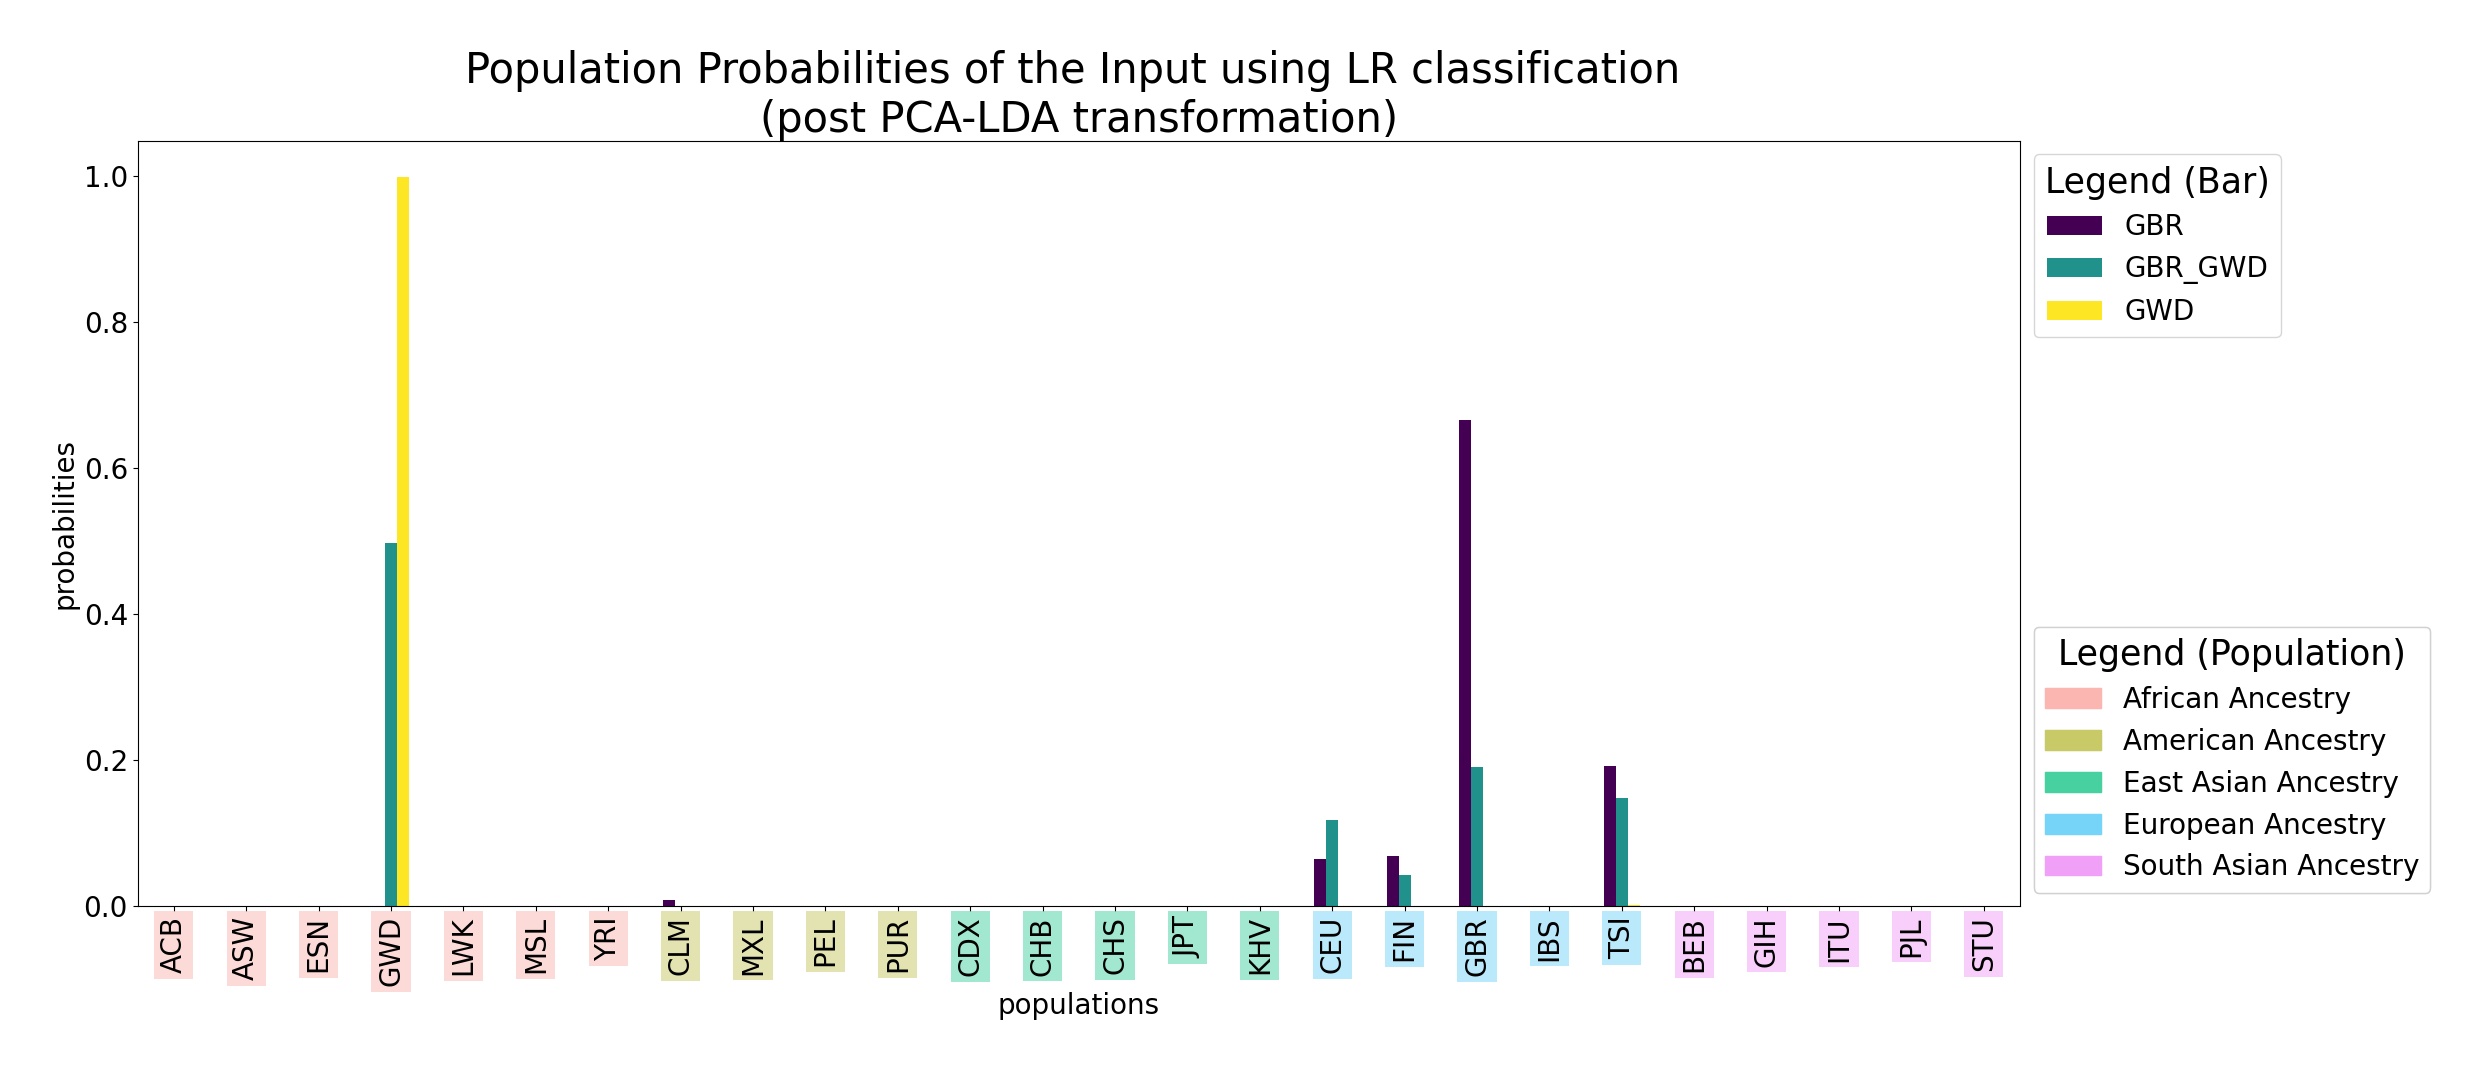 Population Probabilities of the Input using LR classification
(post PCA-LDA transformation)
probabilities
1.0
0.8
0.6
0.4
0.2
0.0
ACB
ASW
ESN
GWD
LWK
MSL
YRI
CLM
MXL
PEL
PUR
CDX
CHB
CHS
JPT
KHV
CEU
FIN
GBR
IBS
TSI
BEB
GIH
ITU
PJL
STU
populations
Legend (Bar)
GBR
GBR_GWD
GWD
Legend (Population)
African Ancestry
American Ancestry
East Asian Ancestry
European Ancestry
South Asian Ancestry